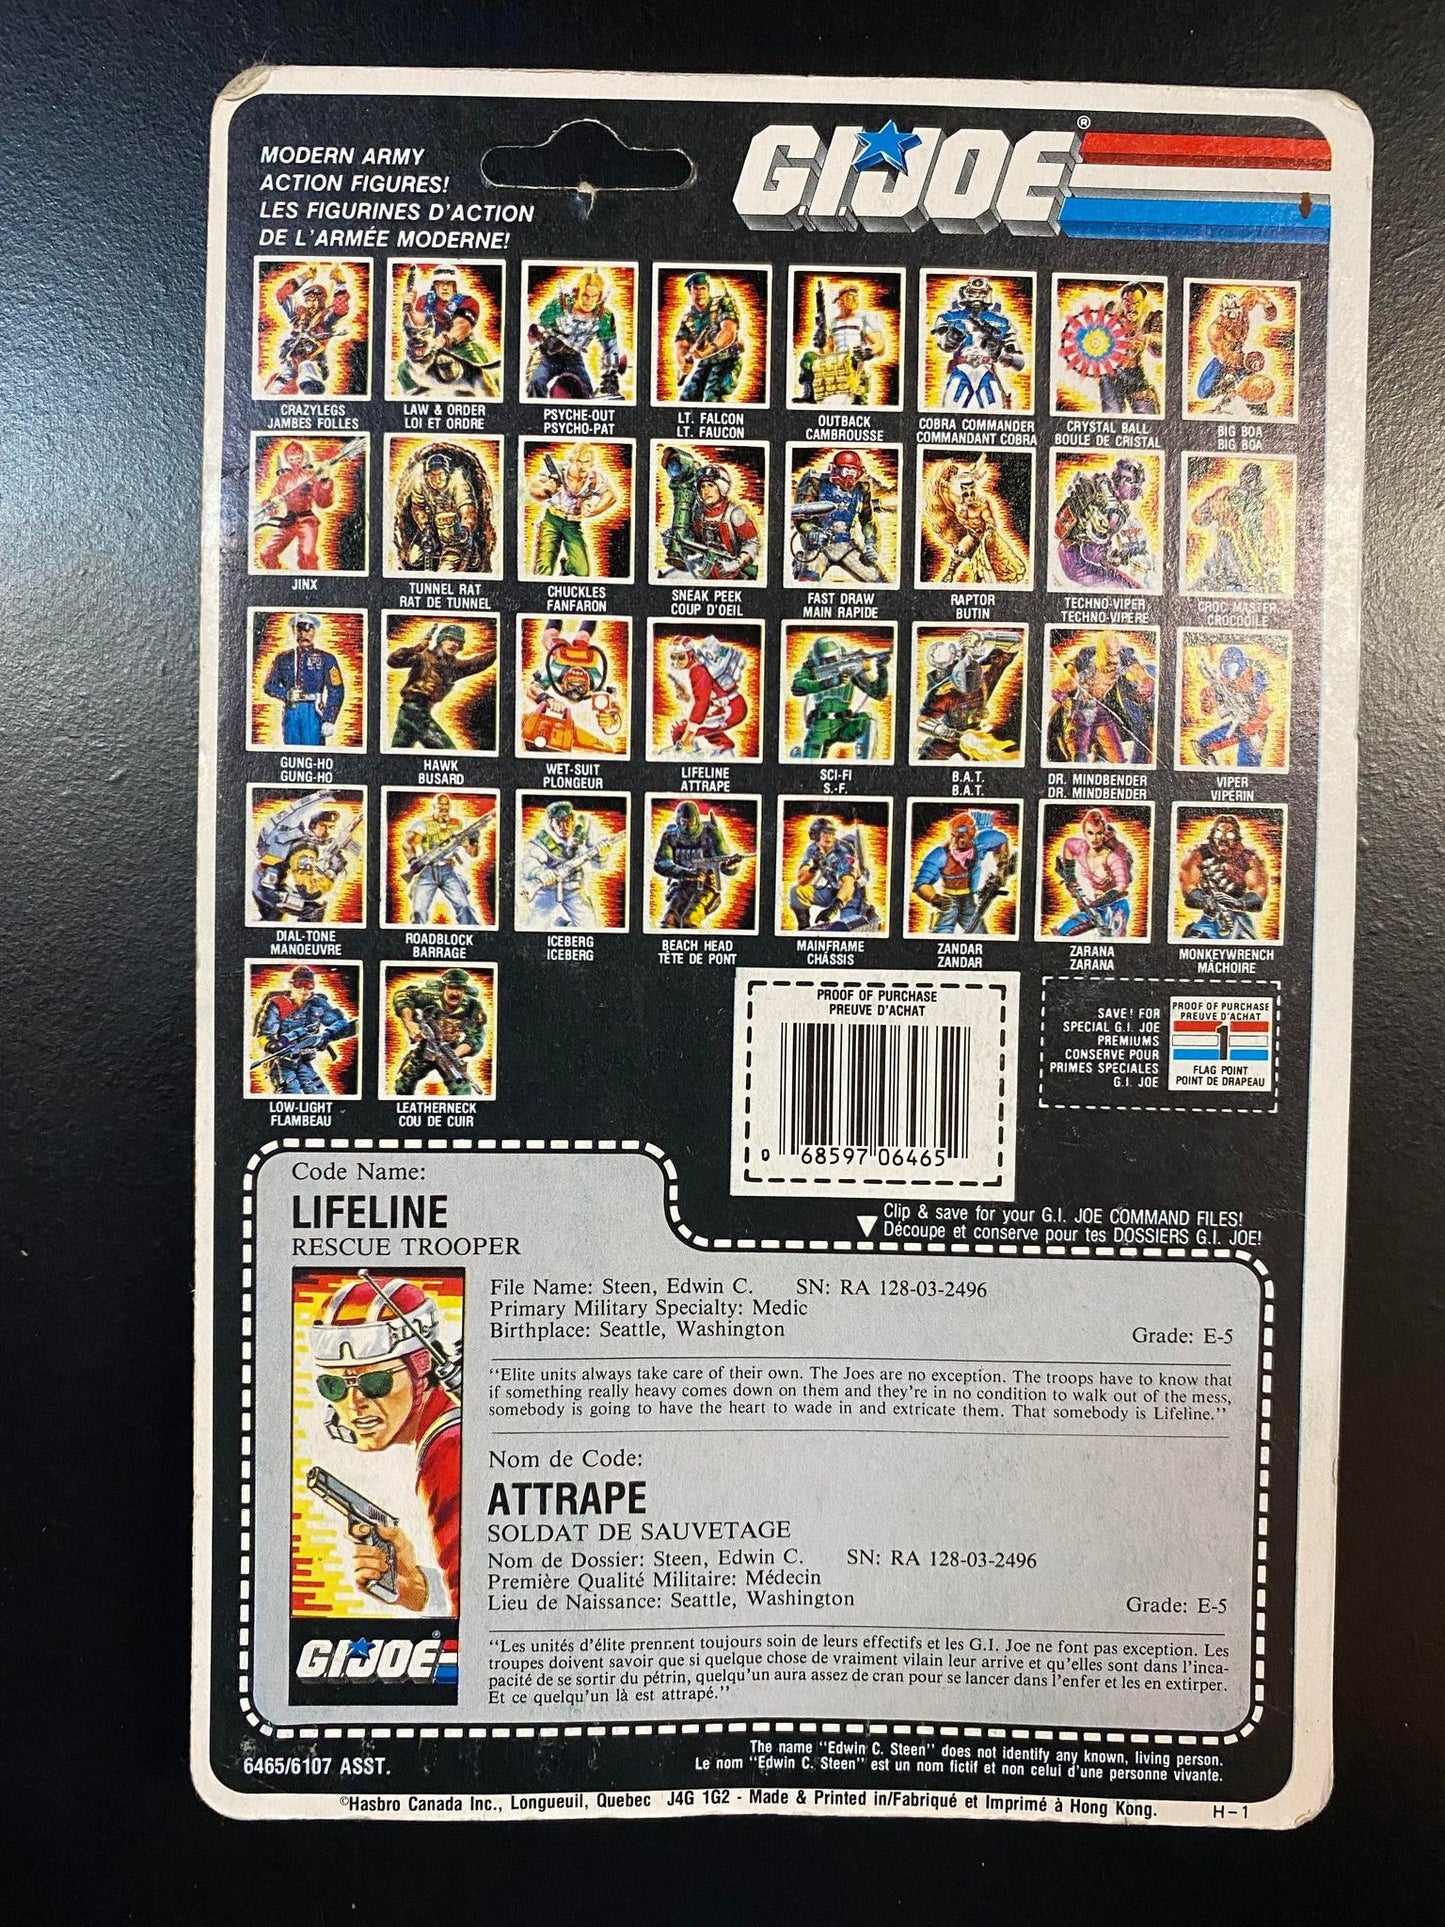 MODERN ARMY
ACTION FIGURES!
LES FIGURINES D'ACTION
DE L'ARMÉE MODERNE!
G.I. JOE®
CRAZYLEGS
JAMBES FOLLES
LAW & ORDER
LOI ET ORDRE
PSYCHE-OUT
PSYCHO-PAT
LT. FALCON
LT. FAUCON
OUTBACK
CAMBROUSSE
COBRA COMMANDER
COMMANDANT COBRA
CRYSTAL BALL
BOULE DE CRISTAL
BIG BOA
BIG BOA
JINX
TUNNEL RAT
RAT DE TUNNEL
CHUCKLES
FANFARON
SNEAK PEEK
COUP D'OEIL
FAST DRAW
MAIN RAPIDE
RAPTOR
BUTIN
TECHNO-VIPER
TECHNO-VIPÈRE
CROC MASTER
CROCODILE
GUNG-HO
GUNG-HO
HAWK
BUSARD
WET-SUIT
PLONGEUR
LIFELINE
ATTRAPE
SCI-FI
S.-F.
B.A.T.
B.A.T.
DR. MINDBENDER
DR. MINDBENDER
VIPER
VIPERIN
DIAL-TONE
MANOEUVRE
ROADBLOCK
BARRAGE
ICEBERG
ICEBERG
BEACH HEAD
TÊTE DE PONT
MAINFRAME
CHÂSSIS
ZANDAR
ZANDAR
ZARANA
ZARANA
MONKEYWRENCH
MÂCHOIRE
LOW-LIGHT
FLAMBEAU
LEATHERNECK
COU DE CUIR
PROOF OF PURCHASE
PREUVE D'ACHAT
0 68597 06465
SAVE! FOR
SPECIAL G.I. JOE
PREMIUMS
CONSERVE POUR
PRIMES SPECIALES
G.I. JOE
PROOF OF PURCHASE
PREUVE D'ACHAT
1
FLAG POINT
POINT DE DRAPEAU
Clip & save for your G.I. JOE COMMAND FILES!
Découpe et conserve pour tes DOSSIERS G.I. JOE!
Code Name:
LIFELINE
RESCUE TROOPER
File Name: Steen, Edwin C. SN: RA 128-03-2496
Primary Military Specialty: Medic
Birthplace: Seattle, Washington Grade: E-5
"Elite units always take care of their own. The Joes are no exception. The troops have to know that
if something really heavy comes down on them and they're in no condition to walk out of the mess,
somebody is going to have the heart to wade in and extricate them. That somebody is Lifeline."
Nom de Code:
ATTRAPE
SOLDAT DE SAUVETAGE
Nom de Dossier: Steen, Edwin C. SN: RA 128-03-2496
Première Qualité Militaire: Médecin
Lieu de Naissance: Seattle, Washington Grade: E-5
"Les unités d'élite prennent toujours soin de leurs effectifs et les G.I. Joe ne font pas exception. Les
troupes doivent savoir que si quelque chose de vraiment vilain leur arrive et qu'elles sont dans l'inca-
pacité de se sortir du pétrin, quelqu'un aura assez de cran pour se lancer dans l'enfer et les en extirper.
Et ce quelqu'un là est attrapé."
G.I. JOE®
6465/6107 ASST.
The name "Edwin C. Steen" does not identify any known, living person.
Le nom "Edwin C. Steen" est un nom fictif et non celui d'une personne vivante.
©Hasbro Canada Inc., Longueuil, Quebec J4G 1G2 - Made & Printed in/Fabriqué et Imprimé à Hong Kong. H-1